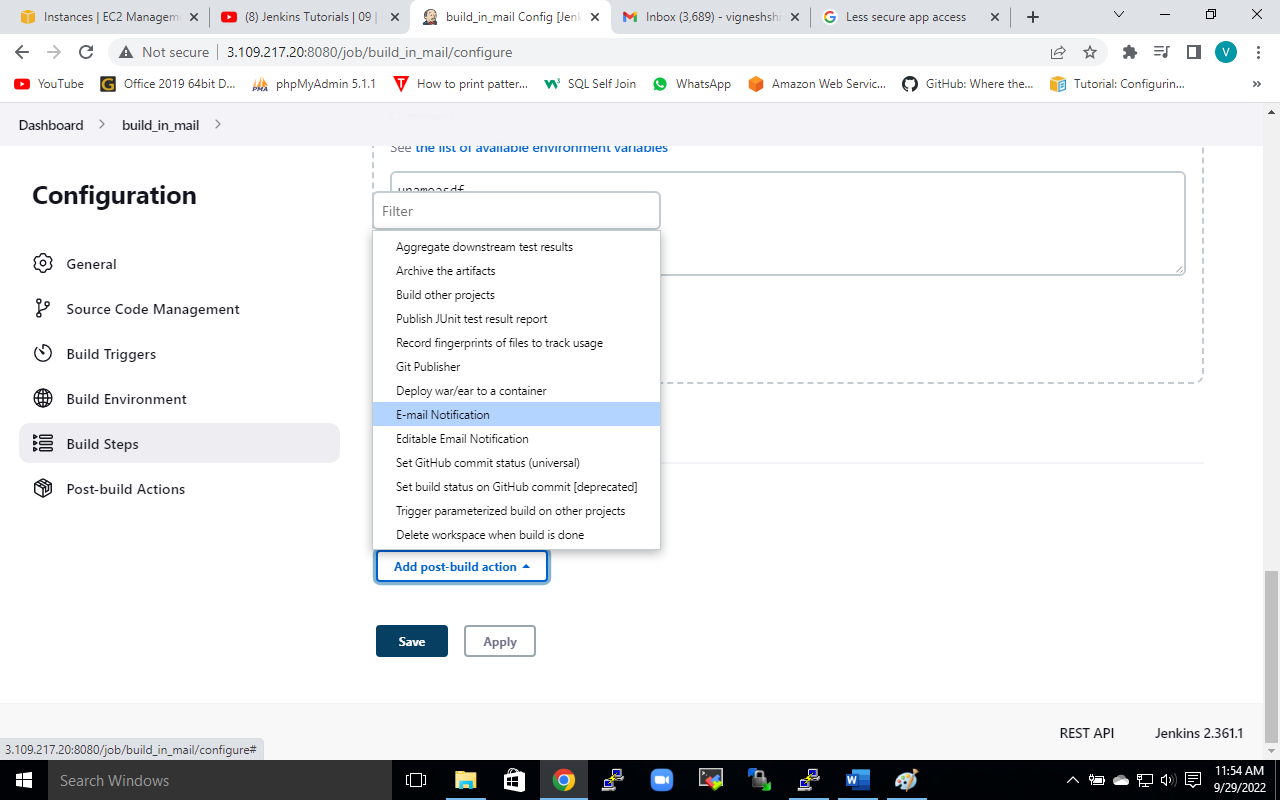 Instances | EC2 Managem
(8) Jenkins Tutorials | 09 |
build_in_mail Config [Jenk
Inbox (3,689) - vigneshshi
Less secure app access
Not secure
3.109.217.20:8080/job/build_in_mail/configure
V
YouTube
Office 2019 64bit D...
phpMyAdmin 5.1.1
How to print patter...
SQL Self Join
WhatsApp
Amazon Web Servic...
GitHub: Where the...
Tutorial: Configurin...
»
Dashboard
build_in_mail
See the list of available environment variables
unameasdf
Configuration
General
Source Code Management
Build Triggers
Build Environment
Build Steps
Post-build Actions
Filter
Aggregate downstream test results
Archive the artifacts
Build other projects
Publish JUnit test result report
Record fingerprints of files to track usage
Git Publisher
Deploy war/ear to a container
E-mail Notification
Editable Email Notification
Set GitHub commit status (universal)
Set build status on GitHub commit [deprecated]
Trigger parameterized build on other projects
Delete workspace when build is done
Add post-build action
Save
Apply
REST API
Jenkins 2.361.1
3.109.217.20:8080/job/build_in_mail/configure#
Search Windows
11:54 AM
9/29/2022